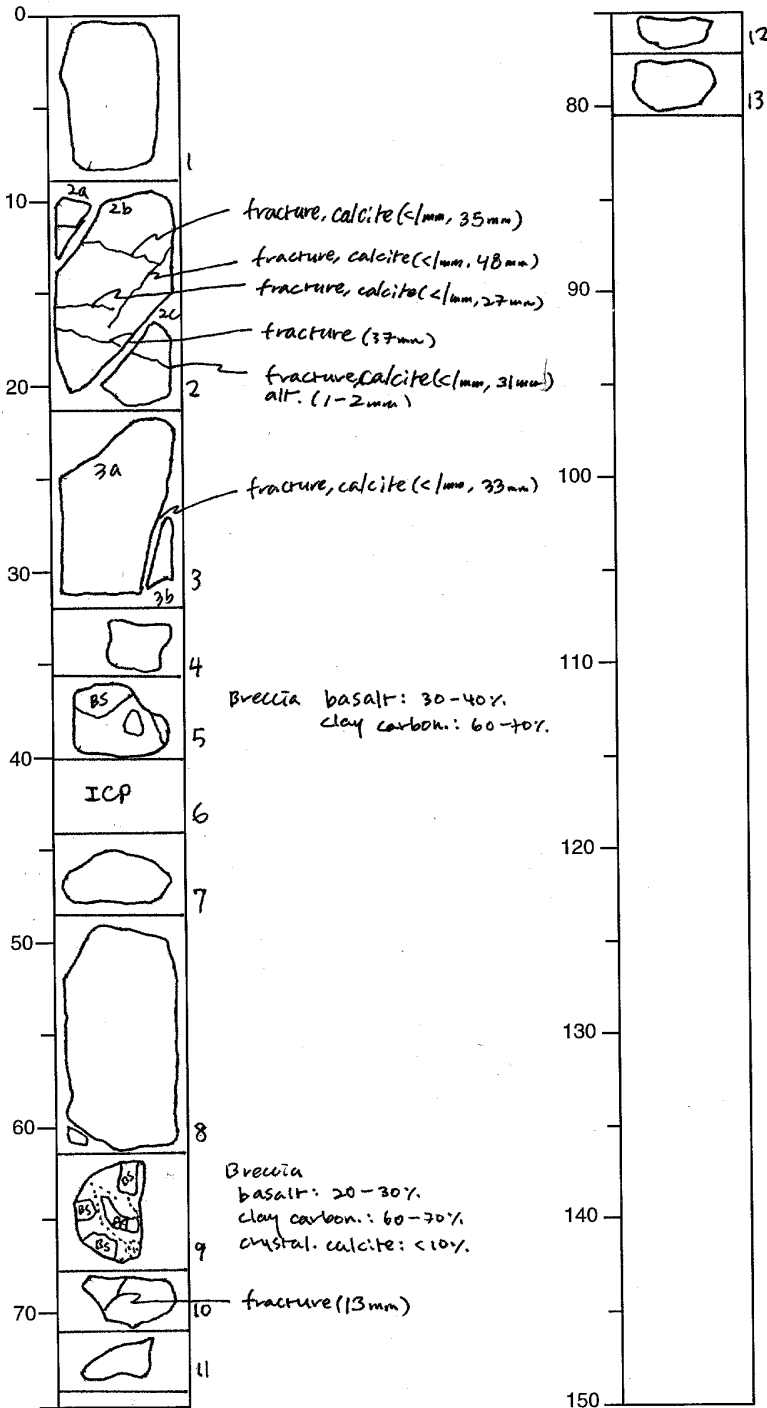 0
1
2a
2b
10
fracture, calcite (<1mm, 35mm)
fracture, calcite (<1mm, 48mm)
fracture, calcite (<1mm, 27mm)
2c
fracture (37mm)
fracture, calcite (<1mm, 31mm)
alt. (1-2mm)
20
2
3a
fracture, calcite (<1mm, 33mm)
30
3
3b
4
BS
Breccia basalt: 30-40%.
clay carbon.: 60-70%.
5
40
ICP
6
7
50
60
8
Breccia
basalt: 20-30%.
clay carbon.: 60-70%.
crystal. calcite: <10%.
BS
BS
BS
BS
9
70
10
fracture (13mm)
11
12
80
13
90
100
110
120
130
140
150